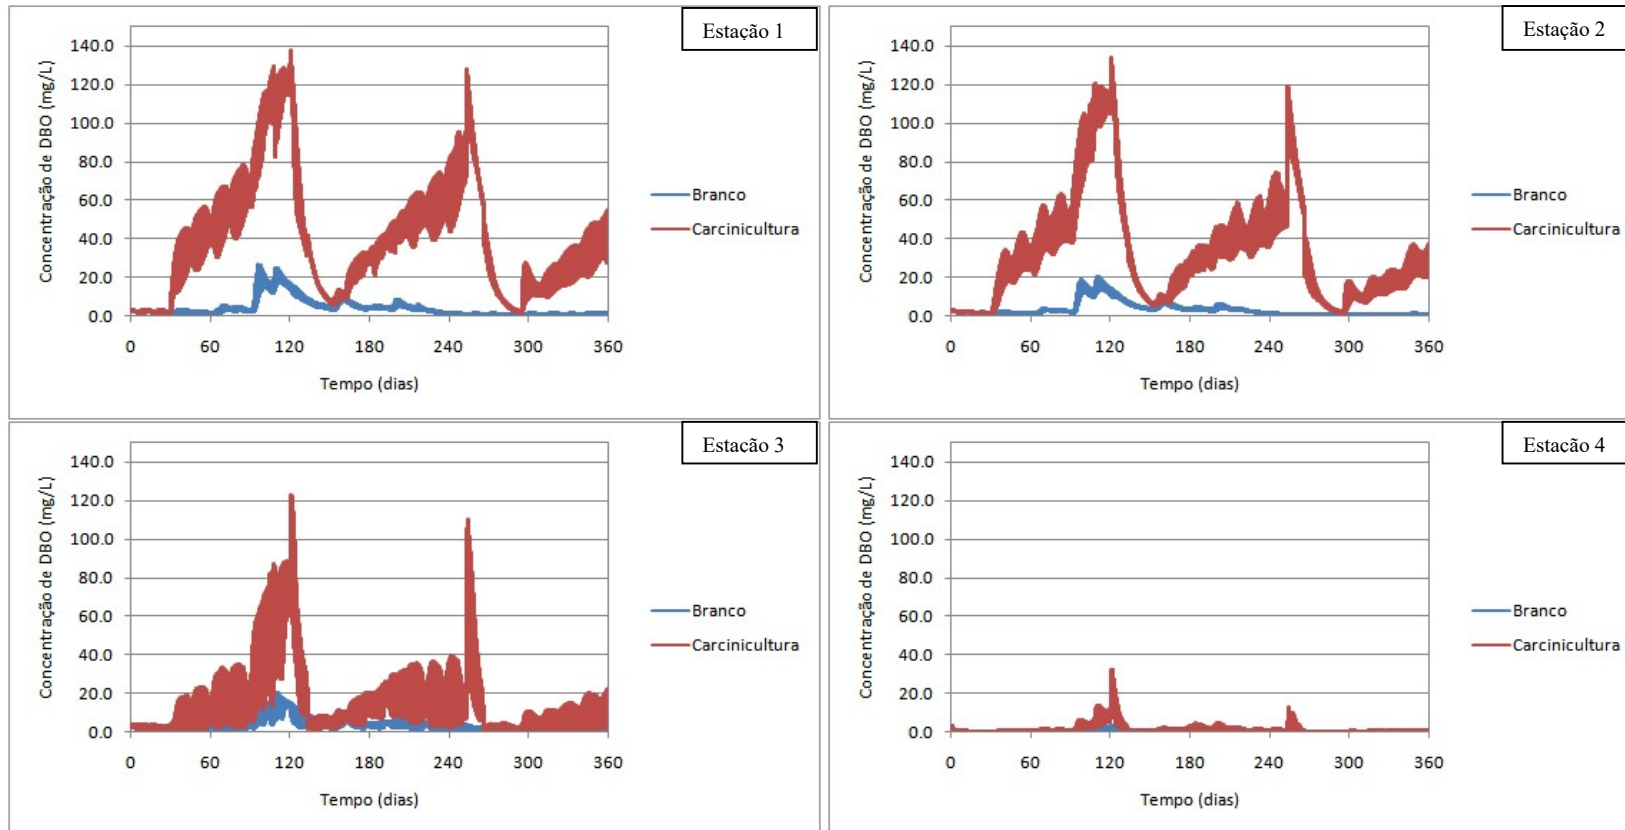 Estação 1
Concentração de DBO (mg/L)
140.0
120.0
100.0
80.0
60.0
40.0
20.0
0.0
0 60 120 180 240 300 360
Tempo (dias)
Branco
Carcinicultura
Estação 2
Concentração de DBO (mg/L)
140.0
120.0
100.0
80.0
60.0
40.0
20.0
0.0
0 60 120 180 240 300 360
Tempo (dias)
Branco
Carcinicultura
Estação 3
Concentração de DBO (mg/L)
140.0
120.0
100.0
80.0
60.0
40.0
20.0
0.0
0 60 120 180 240 300 360
Tempo (dias)
Branco
Carcinicultura
Estação 4
Concentração de DBO (mg/L)
140.0
120.0
100.0
80.0
60.0
40.0
20.0
0.0
0 60 120 180 240 300 360
Tempo (dias)
Branco
Carcinicultura